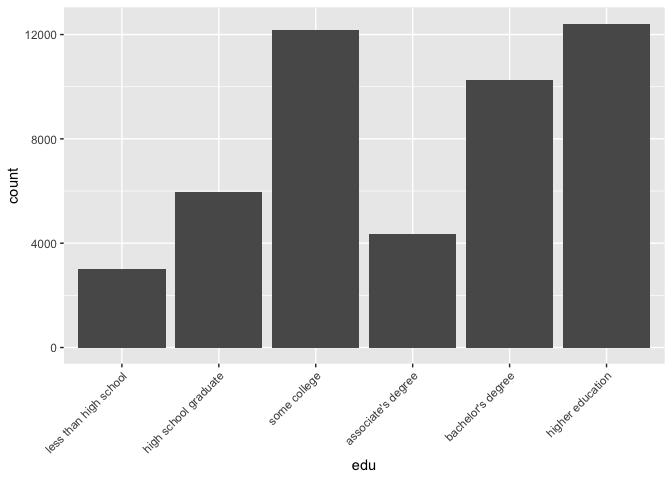 12000
8000
4000
0
count
less than high school
high school graduate
some college
associate's degree
bachelor's degree
higher education
edu